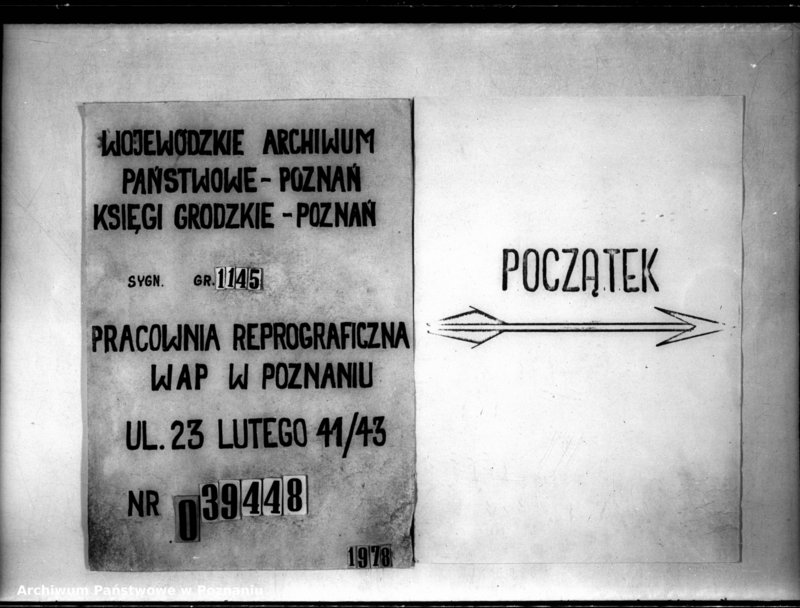 WOJEWÓDZKIE ARCHIWUM
PAŃSTWOWE - POZNAŃ
KSIĘGI GRODZKIE - POZNAŃ
SYGN. GR. 1145
PRACOWNIA REPROGRAFICZNA
WAP W POZNANIU
UL. 23 LUTEGO 41/43
NR 039448
1978
POCZĄTEK
Archiwum Państwowe w Poznaniu